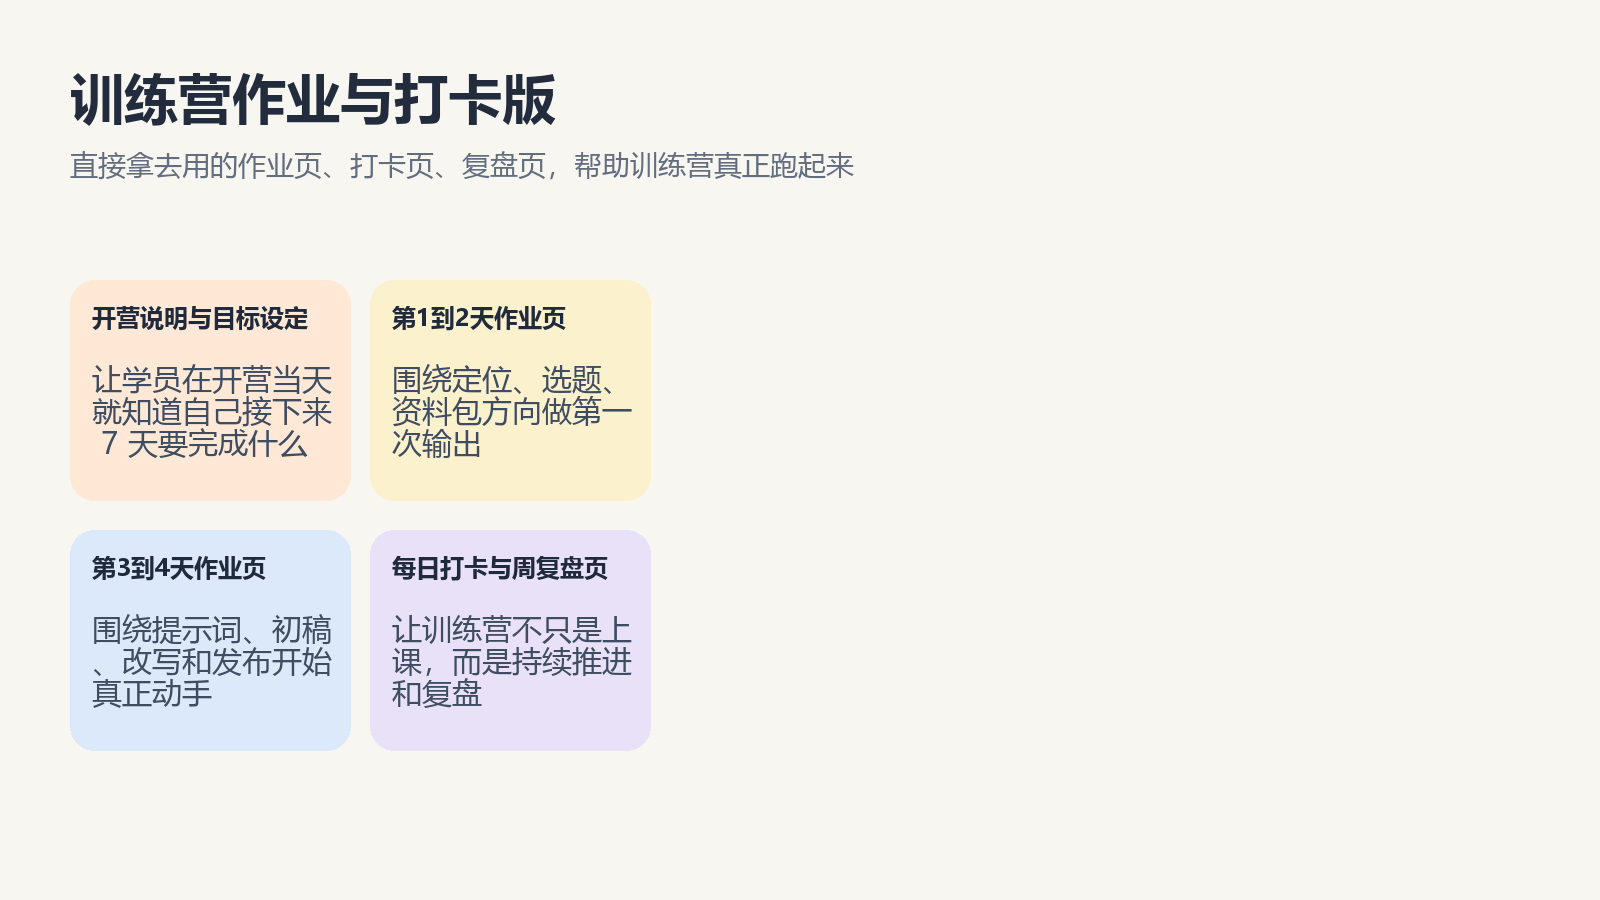 训练营作业与打卡版
直接拿去用的作业页、打卡页、复盘页，帮助训练营真正跑起来
开营说明与目标设定
让学员在开营当天
就知道自己接下来
7 天要完成什么
第1到2天作业页
围绕定位、选题、
资料包方向做第一
次输出
第3到4天作业页
围绕提示词、初稿
、改写和发布开始
真正动手
每日打卡与周复盘页
让训练营不只是上
课，而是持续推进
和复盘